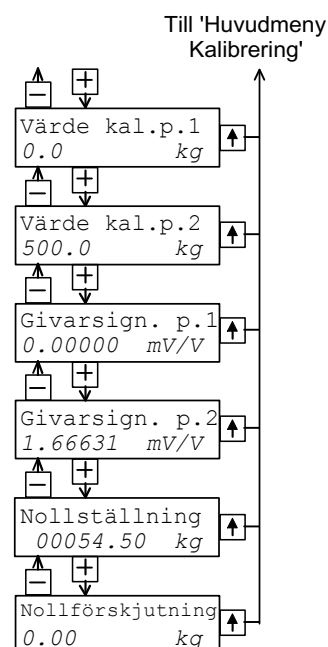 Till 'Huvudmeny
Kalibrering'
+
−
Värde kal.p.1
0.0 kg
+
−
Värde kal.p.2
500.0 kg
+
−
Givarsign. p.1
0.00000 mV/V
+
−
Givarsign. p.2
1.66631 mV/V
+
−
Nollställning
00054.50 kg
+
−
Nollförskjutning
0.00 kg